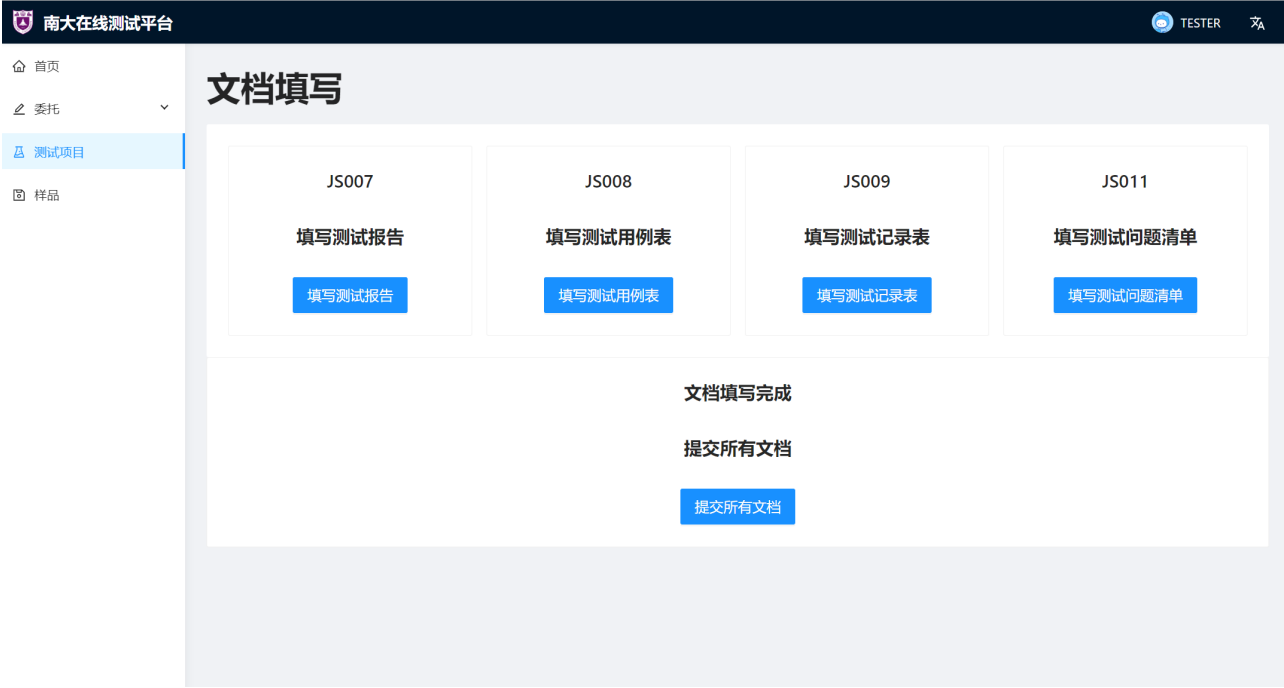 南大在线测试平台
TESTER
首页
委托
测试项目
样品
文档填写
JS007
填写测试报告
填写测试报告
JS008
填写测试用例表
填写测试用例表
JS009
填写测试记录表
填写测试记录表
JS011
填写测试问题清单
填写测试问题清单
文档填写完成
提交所有文档
提交所有文档